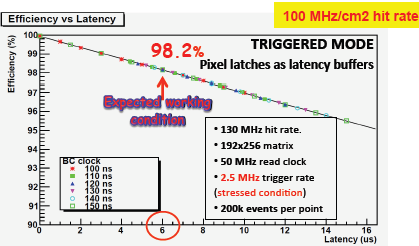 Efficiency vs Latency
100 MHz/cm2 hit rate
Efficiency (%)
100
99
98
97
96
95
94
93
92
91
90
98.2%
TRIGGERED MODE
Pixel latches as latency buffers
Expected working
condition
• 130 MHz hit rate.
• 192x256 matrix
• 50 MHz read clock
• 2.5 MHz trigger rate
(stressed condition)
• 200k events per point
BC clock
100 ns
110 ns
120 ns
130 ns
140 ns
150 ns
0 2 4 6 8 10 12 14 16
Latency (us)